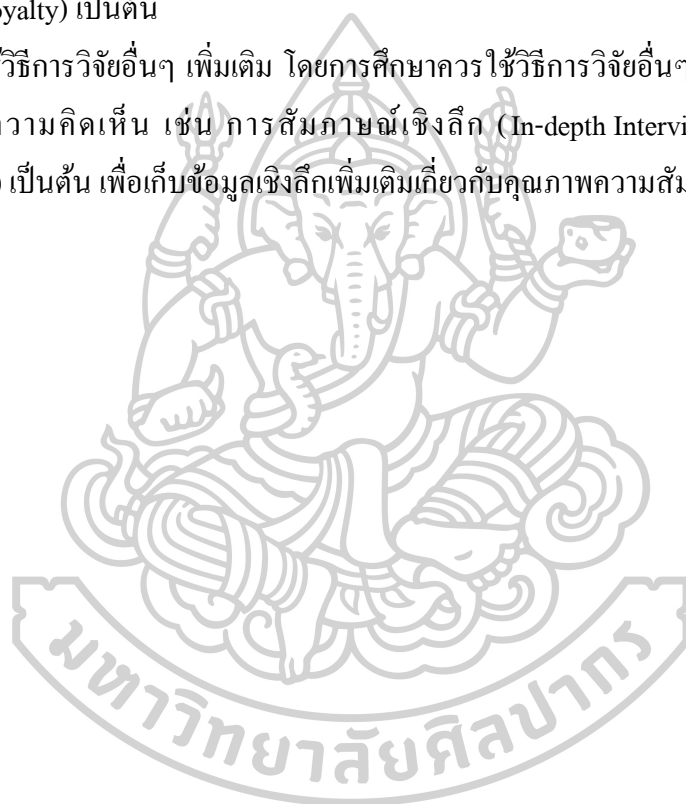 oyalty) เป็นต้น
วิธีการวิจัยอื่นๆ เพิ่มเติม โดยการศึกษาควรใช้วิธีการวิจัยอื่นๆ
ความคิดเห็น เช่น การสัมภาษณ์เชิงลึก (In-depth Intervi
เป็นต้น เพื่อเก็บข้อมูลเชิงลึกเพิ่มเติมเกี่ยวกับคุณภาพความสัม
มหาวิทยาลัยศิลปากร